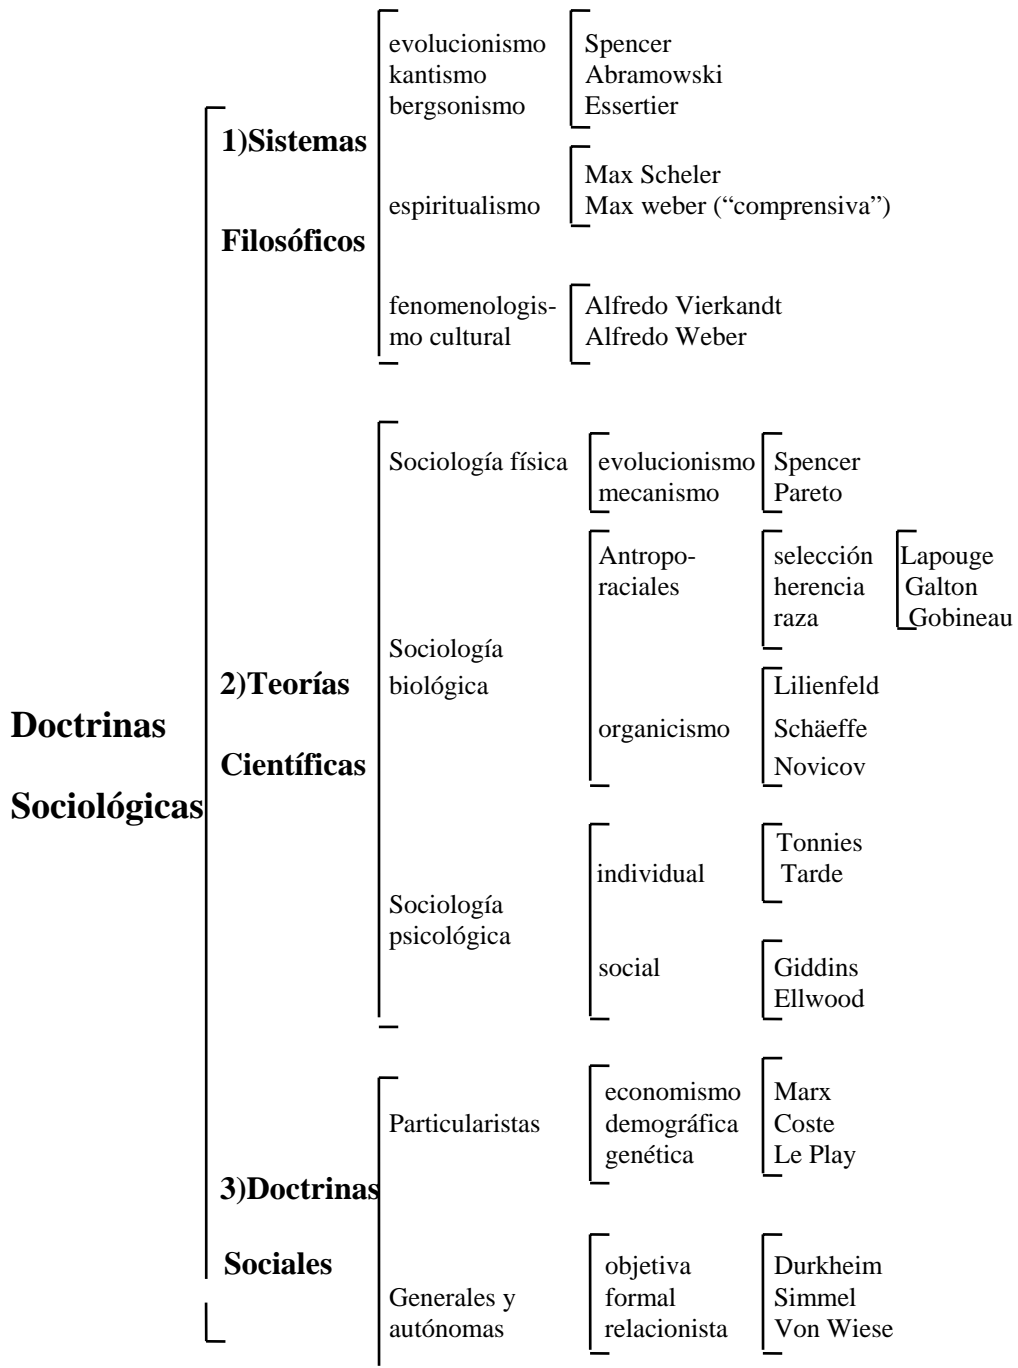 evolucionismo Spencer
kantismo Abramowski
bergsonismo Essertier
1)Sistemas
Max Scheler
espiritualismo Max weber (“comprensiva”)
Filosóficos
fenomenologis- Alfredo Vierkandt
mo cultural Alfredo Weber
Sociología física evolucionismo Spencer
mecanismo Pareto
Antropo- selección Lapouge
raciales herencia Galton
raza Gobineau
Sociología
2)Teorías biológica Lilienfeld
Doctrinas organicismo Schäeffe
Científicas Novicov
Sociológicas
Tonnies
individual Tarde
Sociología
psicológica
social Giddins
Ellwood
economismo Marx
Particularistas demográfica Coste
genética Le Play
3)Doctrinas
Sociales objetiva Durkheim
Generales y formal Simmel
autónomas relacionista Von Wiese